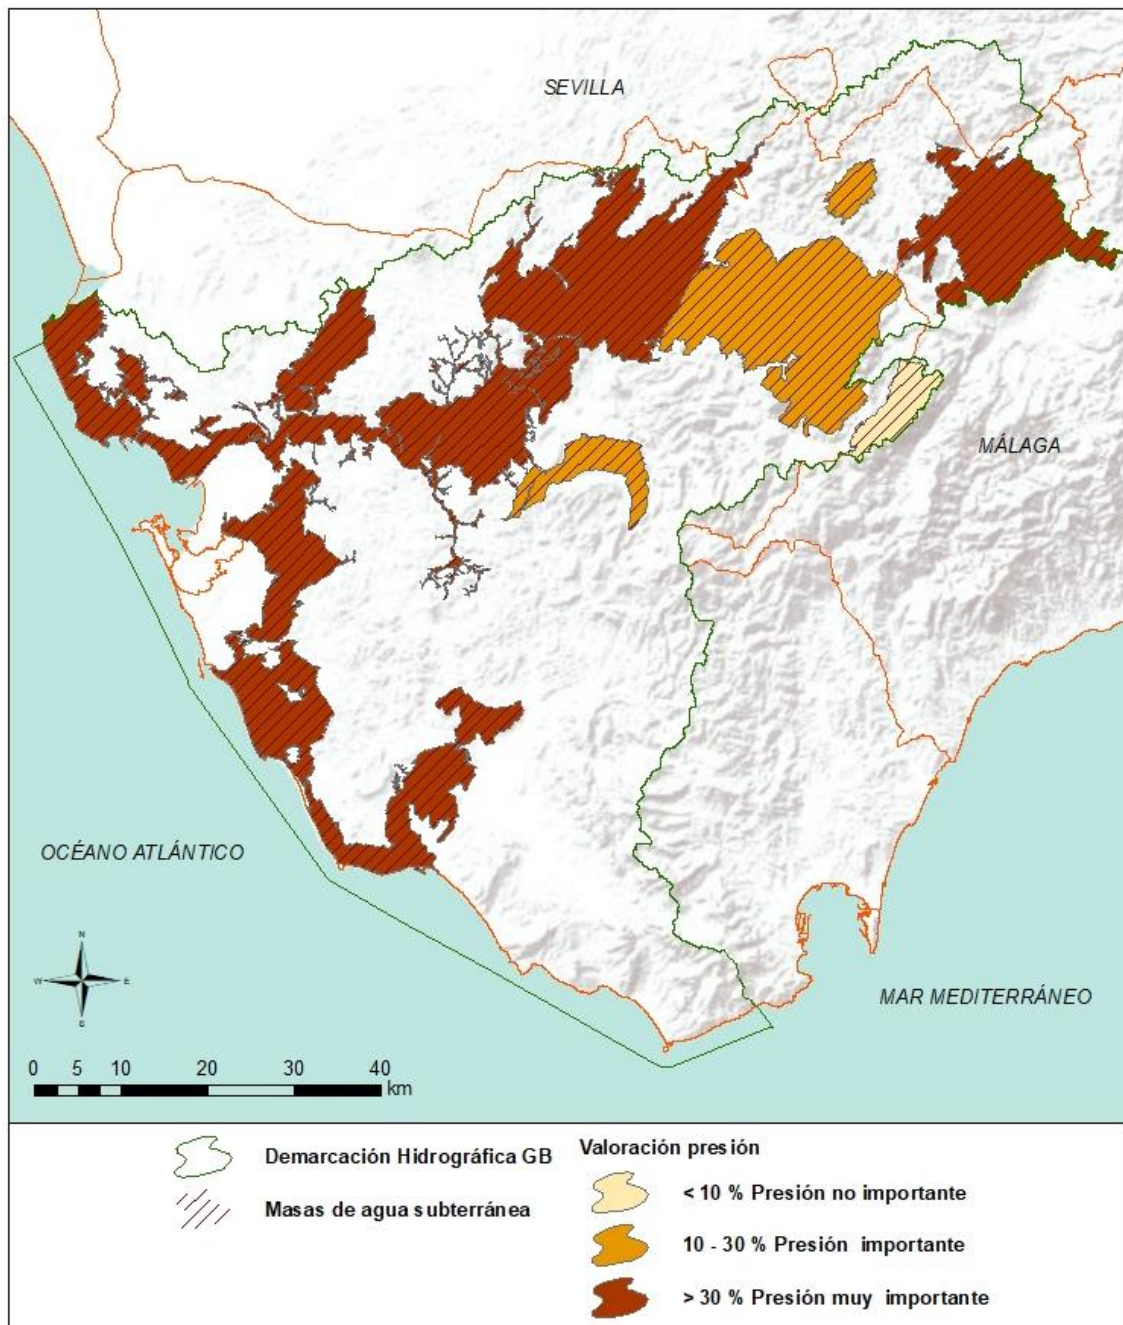 SEVILLA
MÁLAGA
OCÉANO ATLÁNTICO
N
W
E
S
MAR MEDITERRÁNEO
0 5 10 20 30 40
km
Demarcación Hidrográfica GB
Masas de agua subterránea
Valoración presión
< 10 % Presión no importante
10 - 30 % Presión importante
> 30 % Presión muy importante